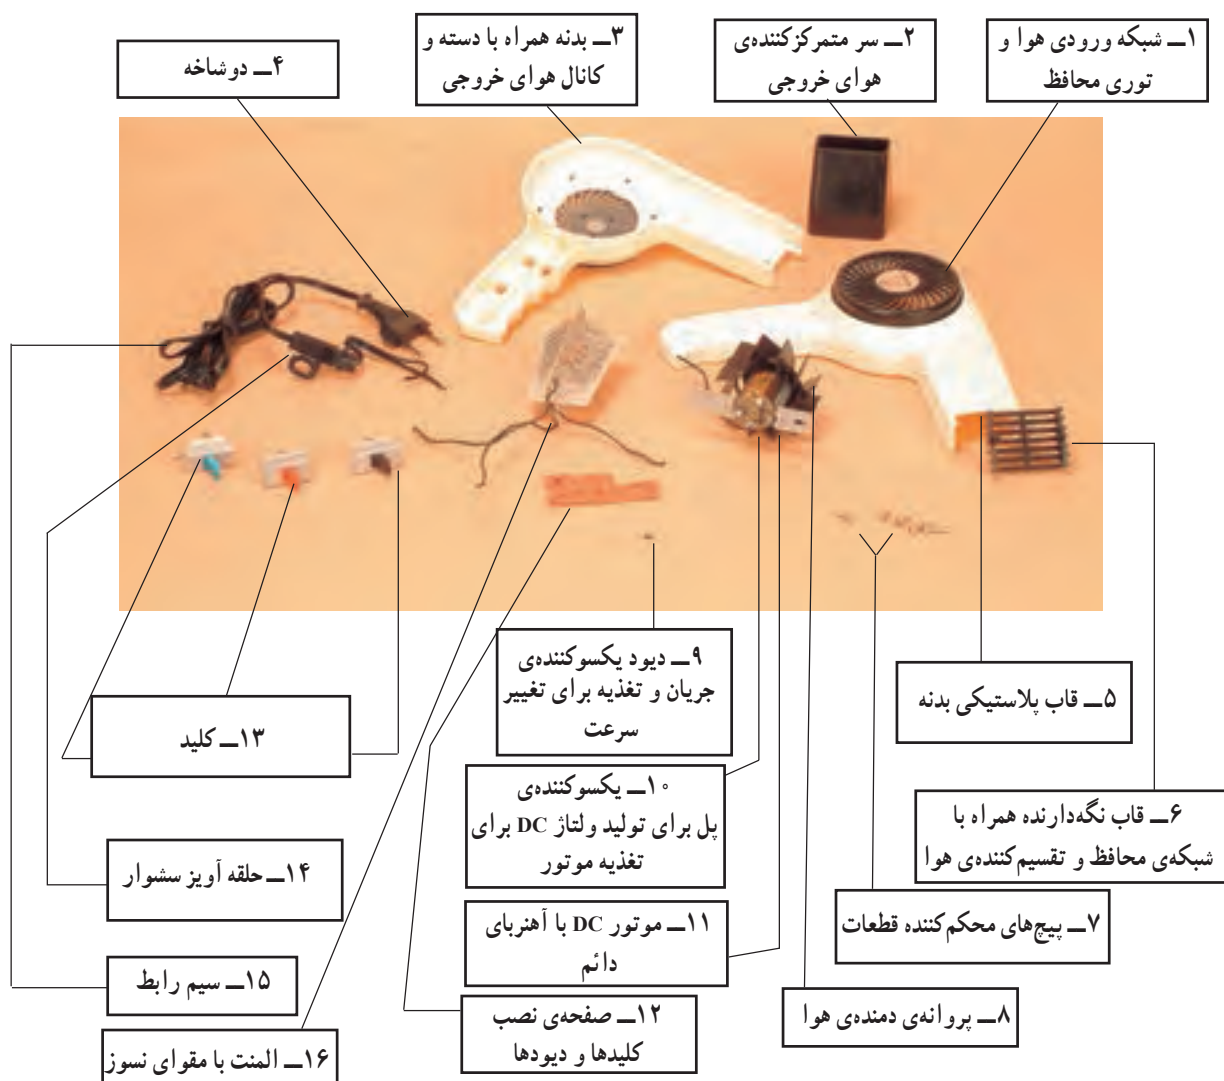 ۱ــ شبکه ورودی هوا و
توری محافظ
۲ــ سر متمرکزکننده‌ی
هوای خروجی
۳ــ بدنه همراه با دسته و
کانال هوای خروجی
۴ــ دوشاخه
۵ــ قاب پلاستیکی بدنه
۶ــ قاب نگه‌دارنده همراه با
شبکه‌ی محافظ و تقسیم‌کننده‌ی هوا
۷ــ پیچ‌های محکم‌کننده قطعات
۸ــ پروانه‌ی دمنده‌ی هوا
۹ــ دیود یکسوکننده‌ی
جریان و تغذیه برای تغییر
سرعت
۱۰ــ یکسوکننده‌ی
پل برای تولید ولتاژ DC برای
تغذیه موتور
۱۱ــ موتور DC با آهنربای
دائم
۱۲ــ صفحه‌ی نصب
کلیدها و دیودها
۱۳ــ کلید
۱۴ــ حلقه آویز سشوار
۱۵ــ سیم رابط
۱۶ــ المنت با مقوای نسوز